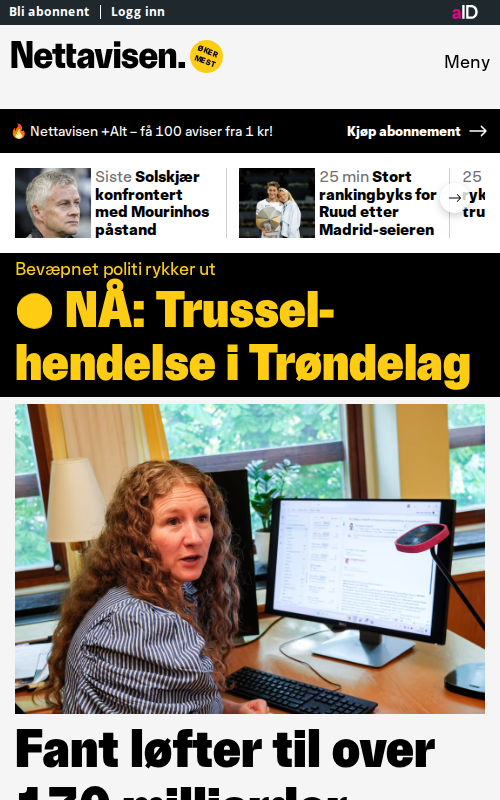 Bli abonnent | Logg inn
aID
Nettavisen.
ØKER
MEST
Meny
🔥 Nettavisen +Alt – få 100 aviser fra 1 kr!
Kjøp abonnement →
Siste Solskjær
konfrontert
med Mourinhos
påstand
25 min Stort
rankingbyks for
Ruud etter
Madrid-seieren
25
Bevæpnet politi rykker ut
NÅ: Trussel-
hendelse i Trøndelag
Fant løfter til over
170 milliarder